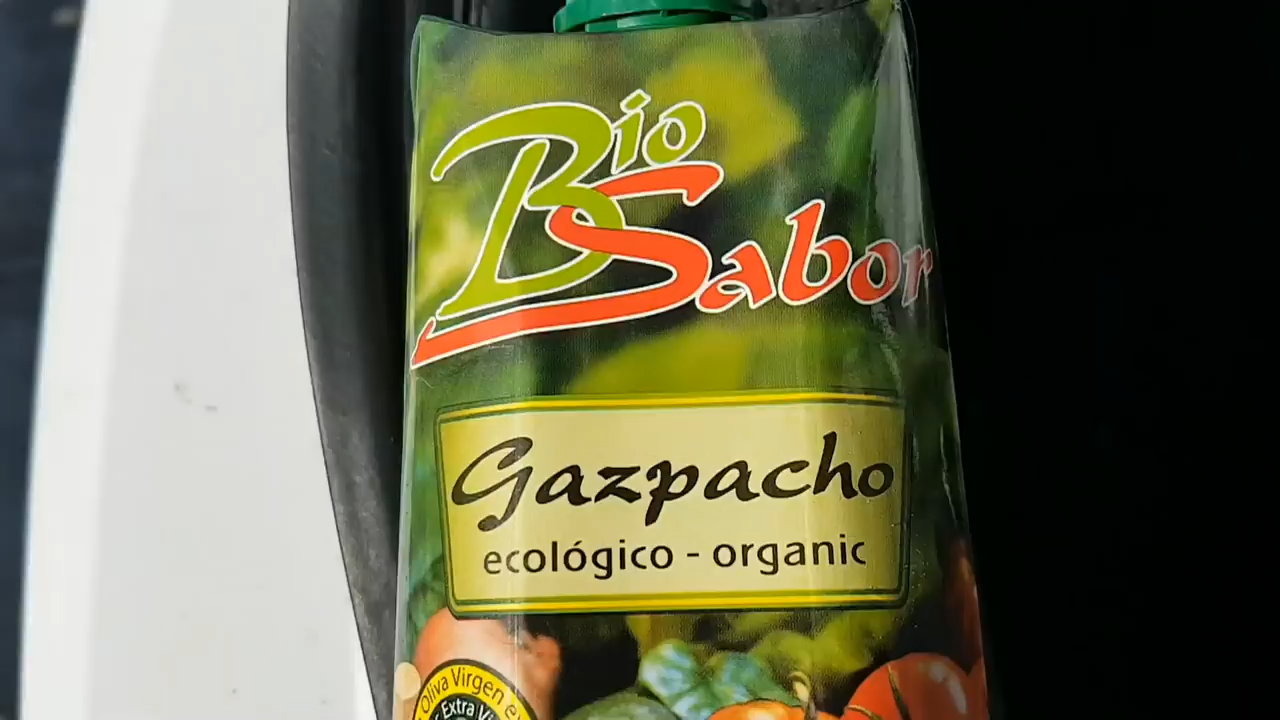 Bio
Sabor
Gazpacho
ecológico - organic
Oliva Virgen
Extra